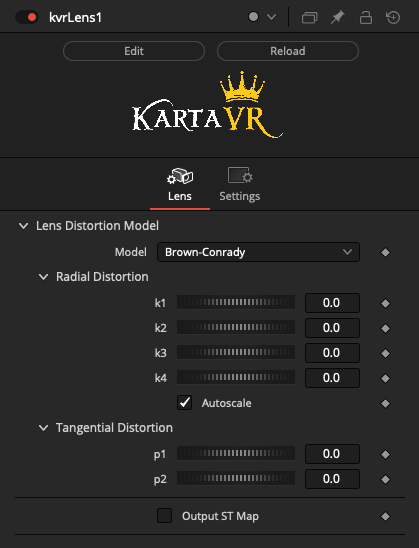 kvrLens1
Edit Reload
KARTAVR
Lens Settings
Lens Distortion Model
Model Brown-Conrady
Radial Distortion
k1 0.0
k2 0.0
k3 0.0
k4 0.0
Autoscale
Tangential Distortion
p1 0.0
p2 0.0
Output ST Map